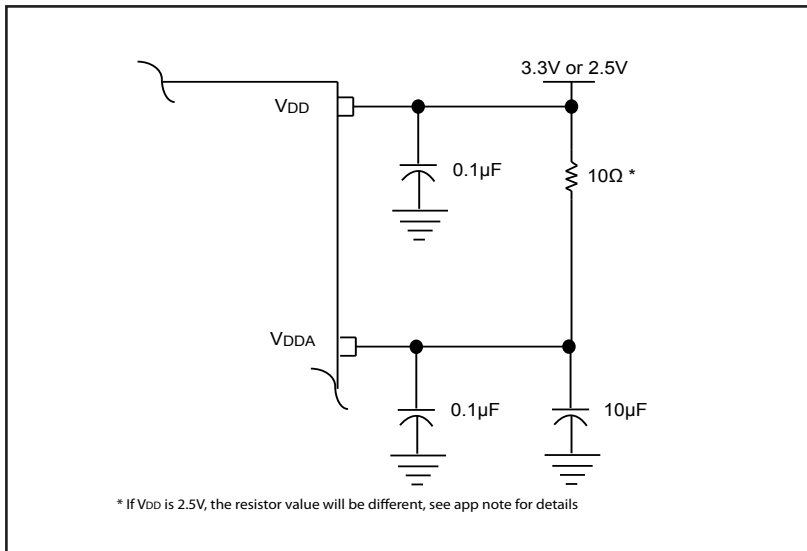 3.3V or 2.5V
VDD
0.1µF
10Ω *
VDDA
0.1µF
10µF
* If VDD is 2.5V, the resistor value will be different, see app note for details